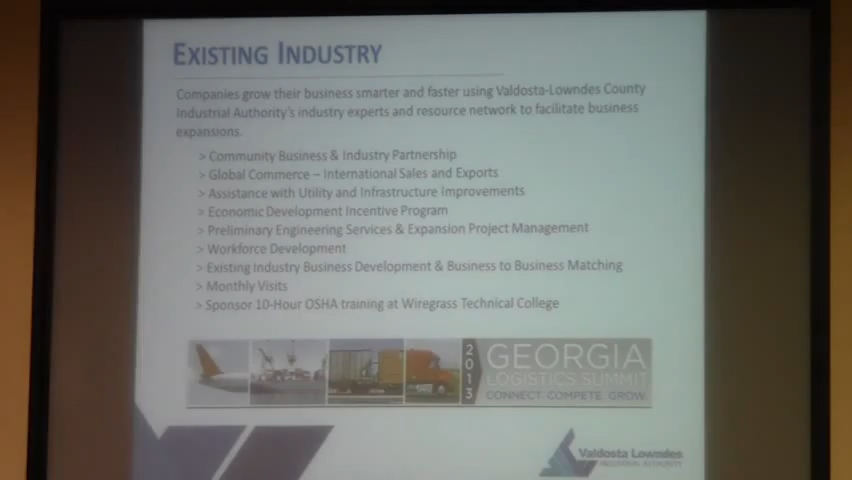 EXISTING INDUSTRY
Companies grow their business smarter and faster using Valdosta-Lowndes County
Industrial Authority's industry experts and resource network to facilitate business
expansions.
> Community Business & Industry Partnership
> Global Commerce – International Sales and Exports
> Assistance with Utility and Infrastructure Improvements
> Economic Development Incentive Program
> Preliminary Engineering Services & Expansion Project Management
> Workforce Development
> Existing Industry Business Development & Business to Business Matching
> Monthly Visits
> Sponsor 10-Hour OSHA training at Wiregrass Technical College
2013
GEORGIA
LOGISTICS SUMMIT
CONNECT. COMPETE. GROW.
Valdosta Lowndes
INDUSTRIAL AUTHORITY